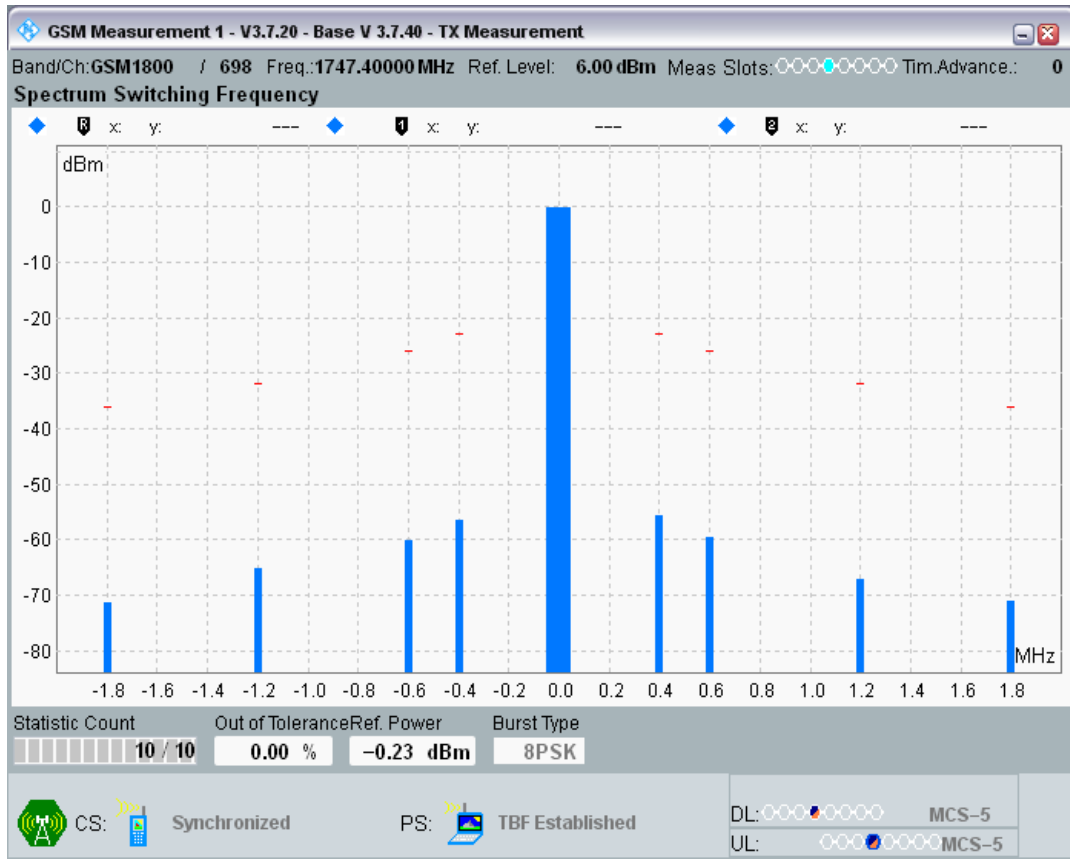 GSM Measurement 1 - V3.7.20 - Base V 3.7.40 - TX Measurement
Band/Ch:GSM1800 / 698 Freq.:1747.40000 MHz Ref. Level: 6.00 dBm Meas Slots: Tim.Advance.: 0
Spectrum Switching Frequency
R x: y: --- 1 x: y: --- 2 x: y: ---
dBm
0
-10
-20
-30
-40
-50
-60
-70
-80
MHz
-1.8 -1.6 -1.4 -1.2 -1.0 -0.8 -0.6 -0.4 -0.2 0.0 0.2 0.4 0.6 0.8 1.0 1.2 1.4 1.6 1.8
Statistic Count Out of Tolerance Ref. Power Burst Type
10 / 10 0.00 % −0.23 dBm 8PSK
CS: Synchronized PS: TBF Established
DL: MCS−5
UL: MCS−5